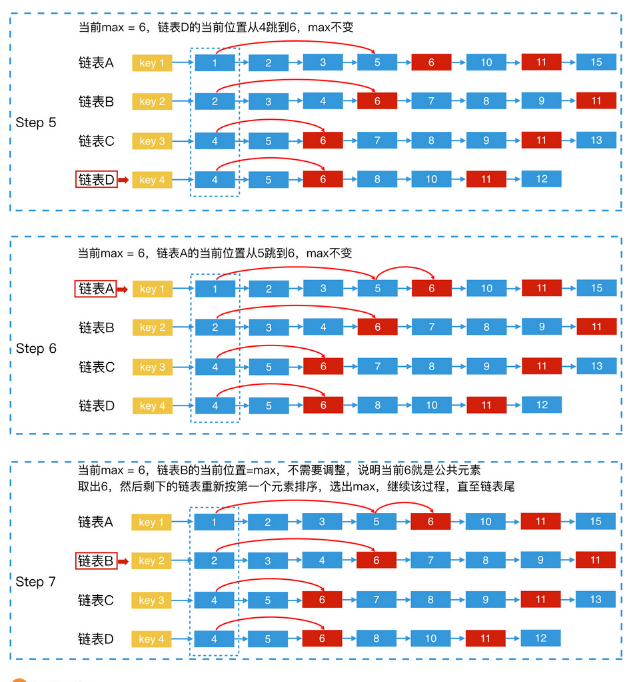 当前max = 6，链表D的当前位置从4跳到6，max不变
链表A key 1 1 2 3 5 6 10 11 15
链表B key 2 2 3 4 6 7 8 9 11
Step 5
链表C key 3 4 5 6 7 8 9 11 13
链表D key 4 4 5 6 8 10 11 12
当前max = 6，链表A的当前位置从5跳到6，max不变
链表A key 1 1 2 3 5 6 10 11 15
链表B key 2 2 3 4 6 7 8 9 11
Step 6
链表C key 3 4 5 6 7 8 9 11 13
链表D key 4 4 5 6 8 10 11 12
当前max = 6，链表B的当前位置=max，不需要调整，说明当前6就是公共元素
取出6，然后剩下的链表重新按第一个元素排序，选出max，继续该过程，直至链表尾
链表A key 1 1 2 3 5 6 10 11 15
链表B key 2 2 3 4 6 7 8 9 11
Step 7
链表C key 3 4 5 6 7 8 9 11 13
链表D key 4 4 5 6 8 10 11 12